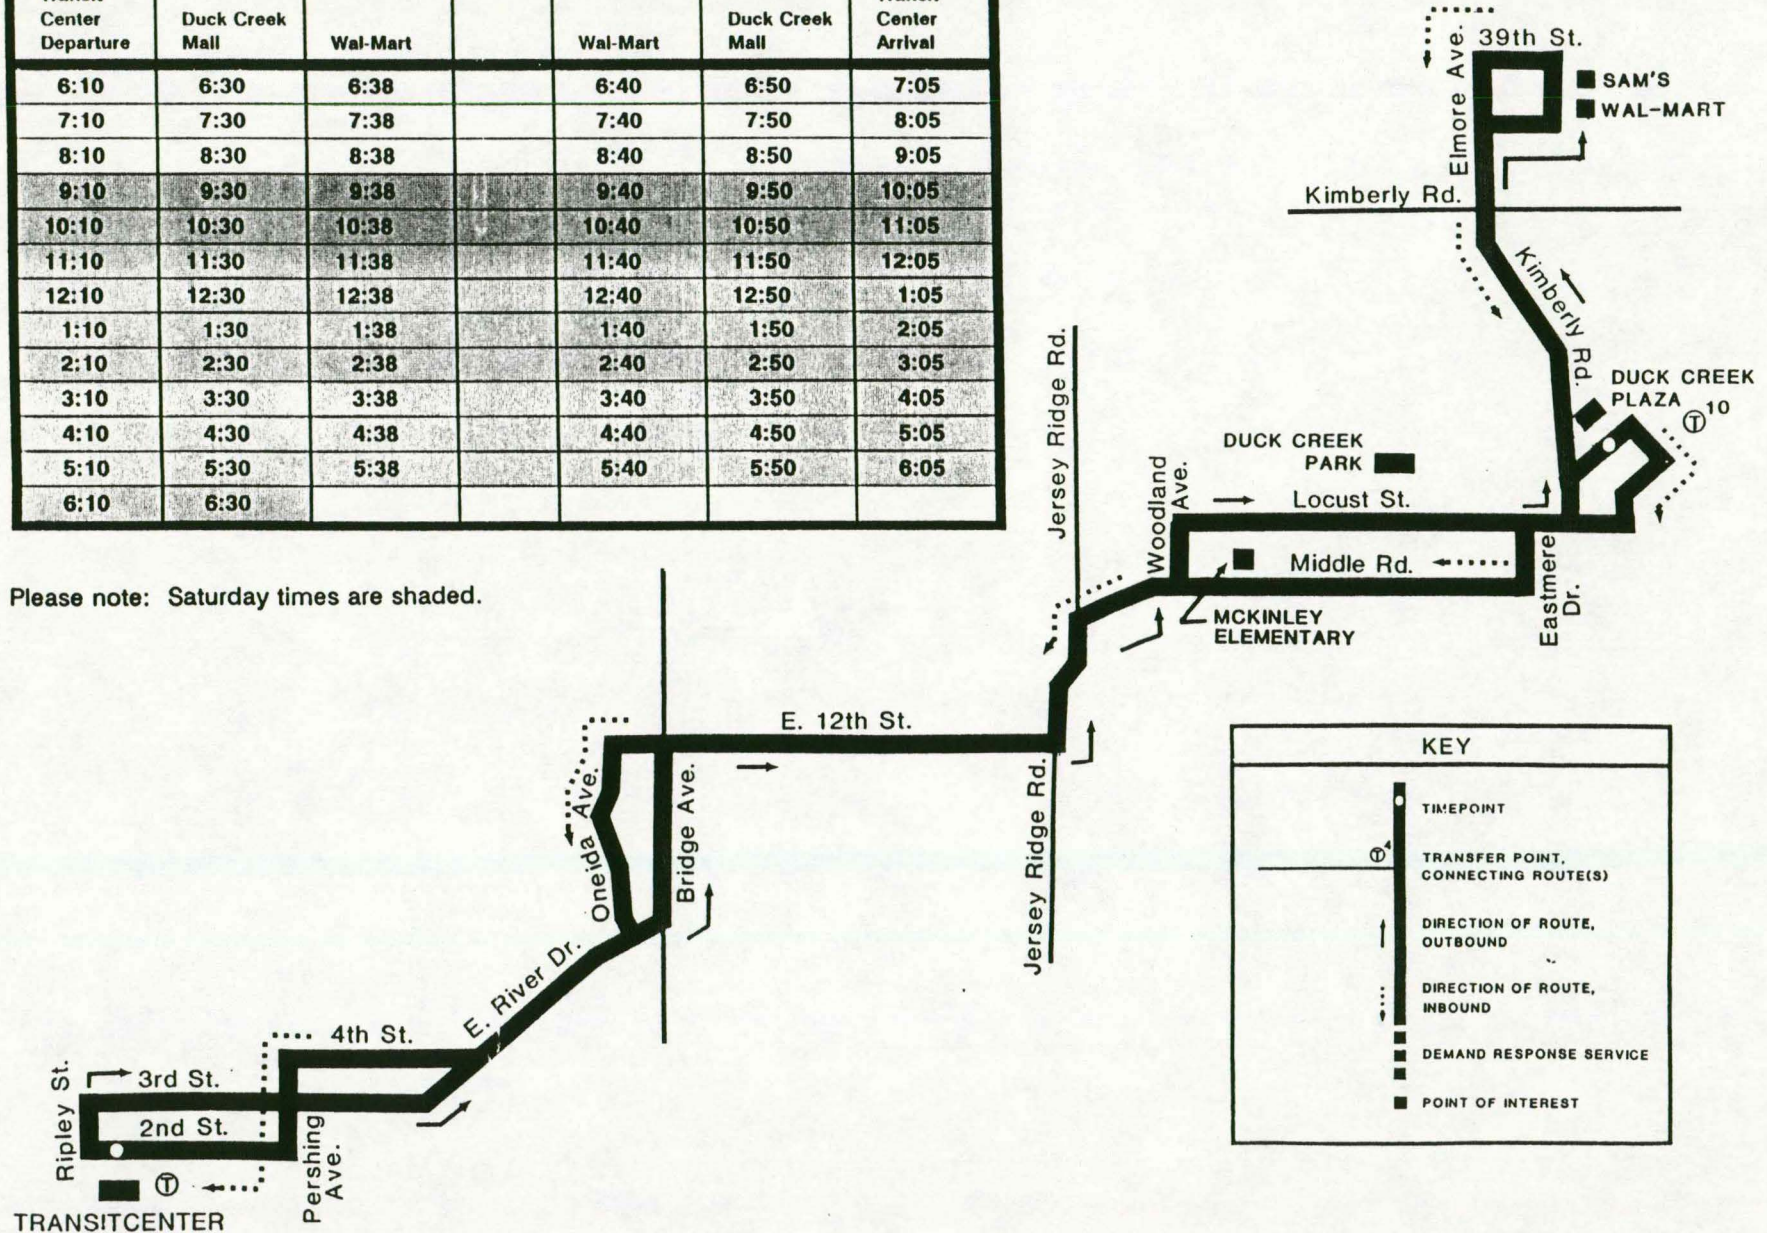 Center Duck Creek Duck Creek Center
Departure Mall Wal-Mart Wal-Mart Mall Arrival
6:10 6:30 6:38 6:40 6:50 7:05
7:10 7:30 7:38 7:40 7:50 8:05
8:10 8:30 8:38 8:40 8:50 9:05
9:10 9:30 9:38 9:40 9:50 10:05
10:10 10:30 10:38 10:40 10:50 11:05
11:10 11:30 11:38 11:40 11:50 12:05
12:10 12:30 12:38 12:40 12:50 1:05
1:10 1:30 1:38 1:40 1:50 2:05
2:10 2:30 2:38 2:40 2:50 3:05
3:10 3:30 3:38 3:40 3:50 4:05
4:10 4:30 4:38 4:40 4:50 5:05
5:10 5:30 5:38 5:40 5:50 6:05
6:10 6:30
Please note: Saturday times are shaded.
39th St.
Elmore Ave.
SAM'S
WAL-MART
Kimberly Rd.
Kimberly Rd.
DUCK CREEK
PLAZA
T 10
Jersey Ridge Rd.
DUCK CREEK
PARK
Woodland
Ave.
Locust St.
Middle Rd.
Eastmere
Dr.
MCKINLEY
ELEMENTARY
E. 12th St.
Oneida Ave.
Bridge Ave.
Jersey Ridge Rd.
E. River Dr.
4th St.
3rd St.
2nd St.
Ripley St.
Pershing
Ave.
T
TRANSITCENTER
KEY
TIMEPOINT
T 4
TRANSFER POINT,
CONNECTING ROUTE(S)
DIRECTION OF ROUTE,
OUTBOUND
DIRECTION OF ROUTE,
INBOUND
DEMAND RESPONSE SERVICE
POINT OF INTEREST